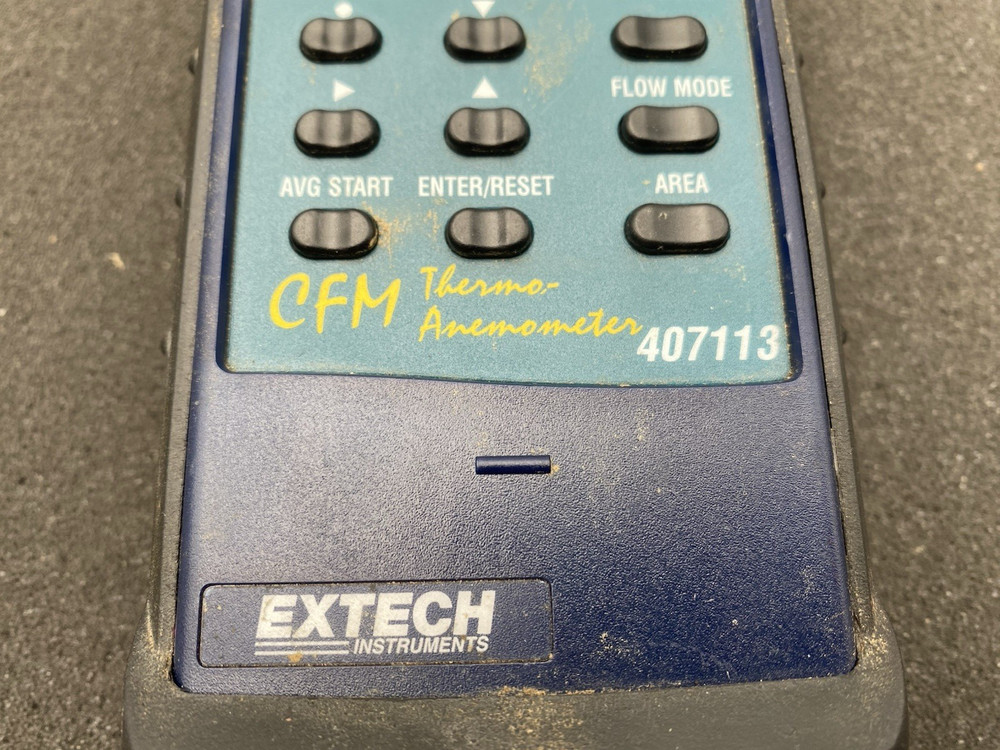 FLOW MODE
AVG START ENTER/RESET AREA
CFM Thermo-
Anemometer
407113
EXTECH
INSTRUMENTS